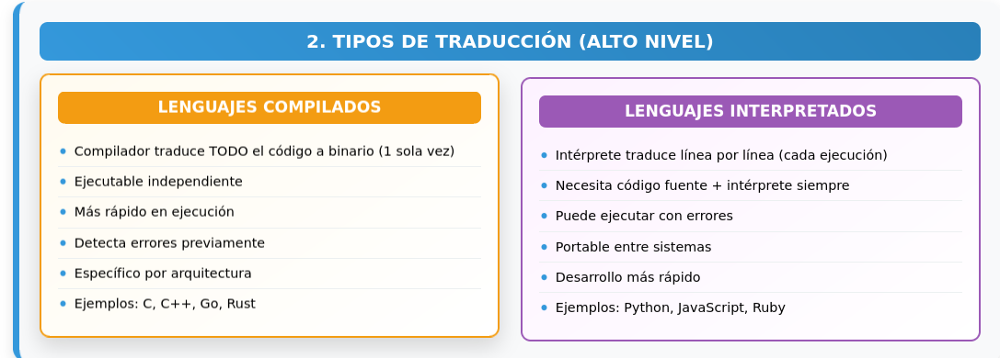 2. TIPOS DE TRADUCCIÓN (ALTO NIVEL)
LENGUAJES COMPILADOS
• Compilador traduce TODO el código a binario (1 sola vez)
• Ejecutable independiente
• Más rápido en ejecución
• Detecta errores previamente
• Específico por arquitectura
• Ejemplos: C, C++, Go, Rust
LENGUAJES INTERPRETADOS
• Intérprete traduce línea por línea (cada ejecución)
• Necesita código fuente + intérprete siempre
• Puede ejecutar con errores
• Portable entre sistemas
• Desarrollo más rápido
• Ejemplos: Python, JavaScript, Ruby